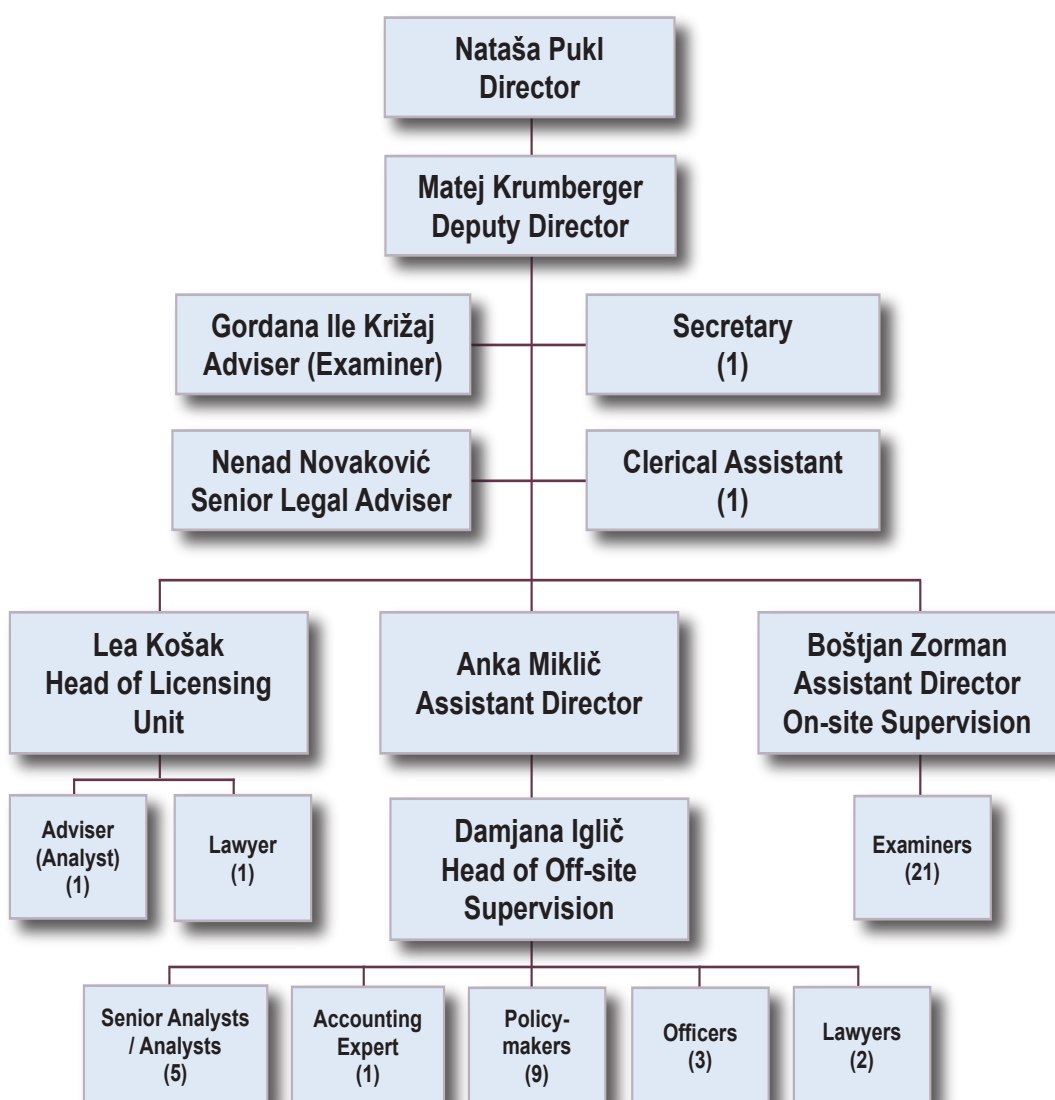 Nataša Pukl
Director
Matej Krumberger
Deputy Director
Gordana Ile Križaj
Adviser (Examiner)
Secretary
(1)
Nenad Novaković
Senior Legal Adviser
Clerical Assistant
(1)
Lea Košak
Head of Licensing
Unit
Anka Miklič
Assistant Director
Boštjan Zorman
Assistant Director
On-site Supervision
Adviser
(Analyst)
(1)
Lawyer
(1)
Damjana Iglič
Head of Off-site
Supervision
Examiners
(21)
Senior Analysts
/ Analysts
(5)
Accounting
Expert
(1)
Policy-
makers
(9)
Officers
(3)
Lawyers
(2)